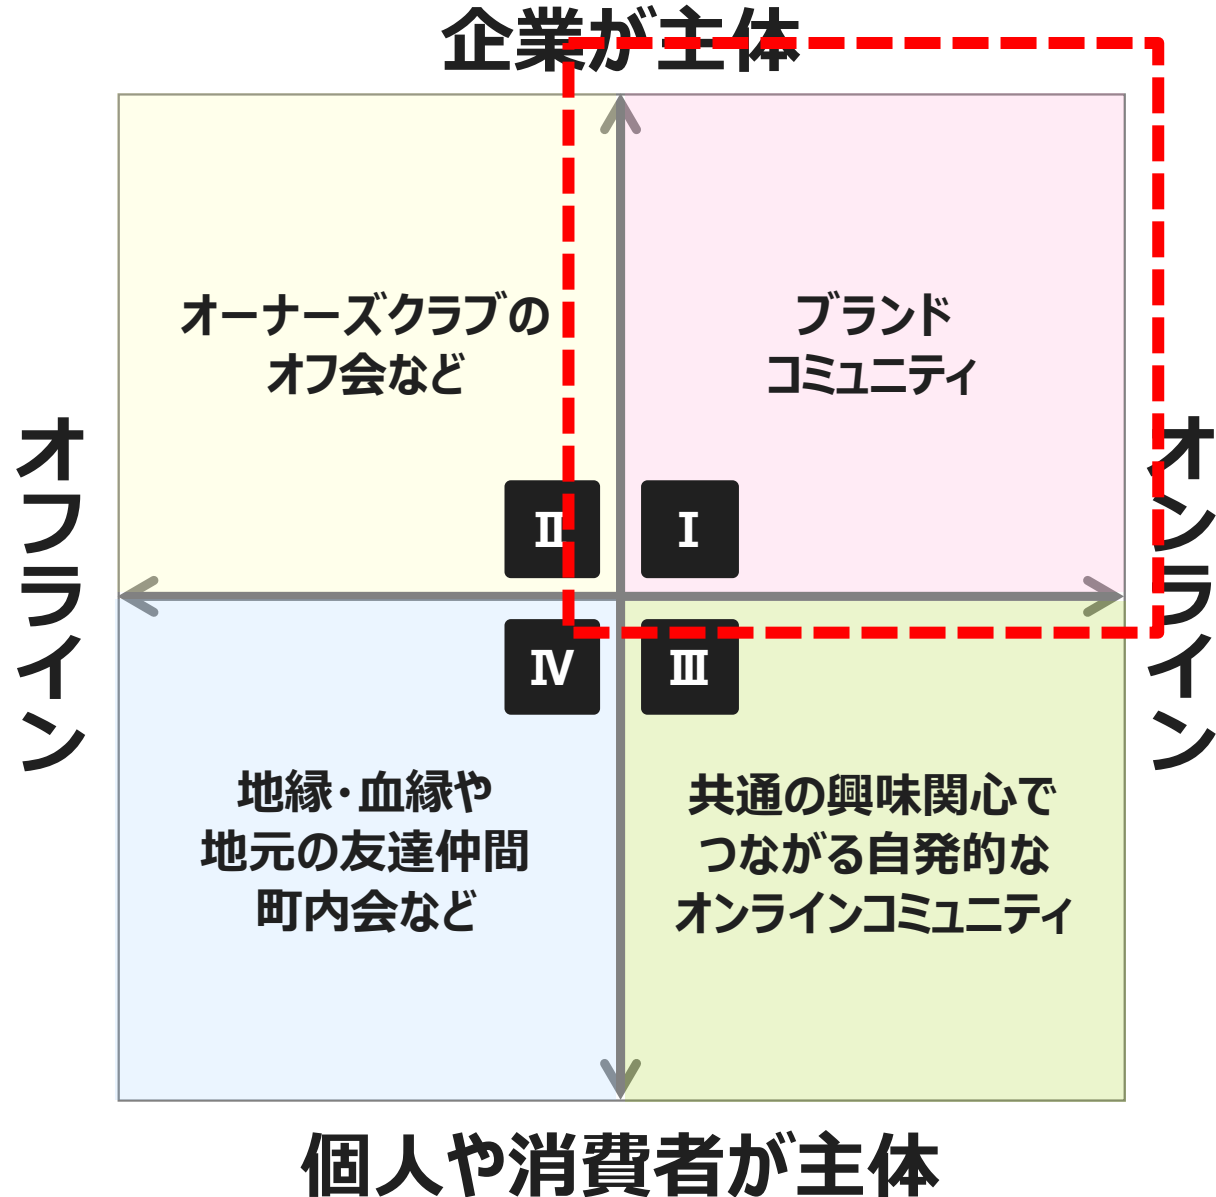 企業が主体
オーナーズクラブの
オフ会など
ブランド
コミュニティ
オフライン
オンライン
Ⅱ
Ⅰ
Ⅳ
Ⅲ
地縁・血縁や
地元の友達仲間
町内会など
共通の興味関心で
つながる自発的な
オンラインコミュニティ
個人や消費者が主体